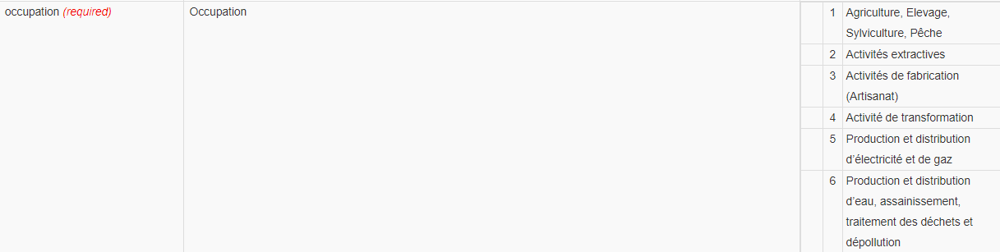 occupation (required)
Occupation
1 Agriculture, Elevage,
Sylviculture, Pêche
2 Activités extractives
3 Activités de fabrication
(Artisanat)
4 Activité de transformation
5 Production et distribution
d’électricité et de gaz
6 Production et distribution
d’eau, assainissement,
traitement des déchets et
dépollution